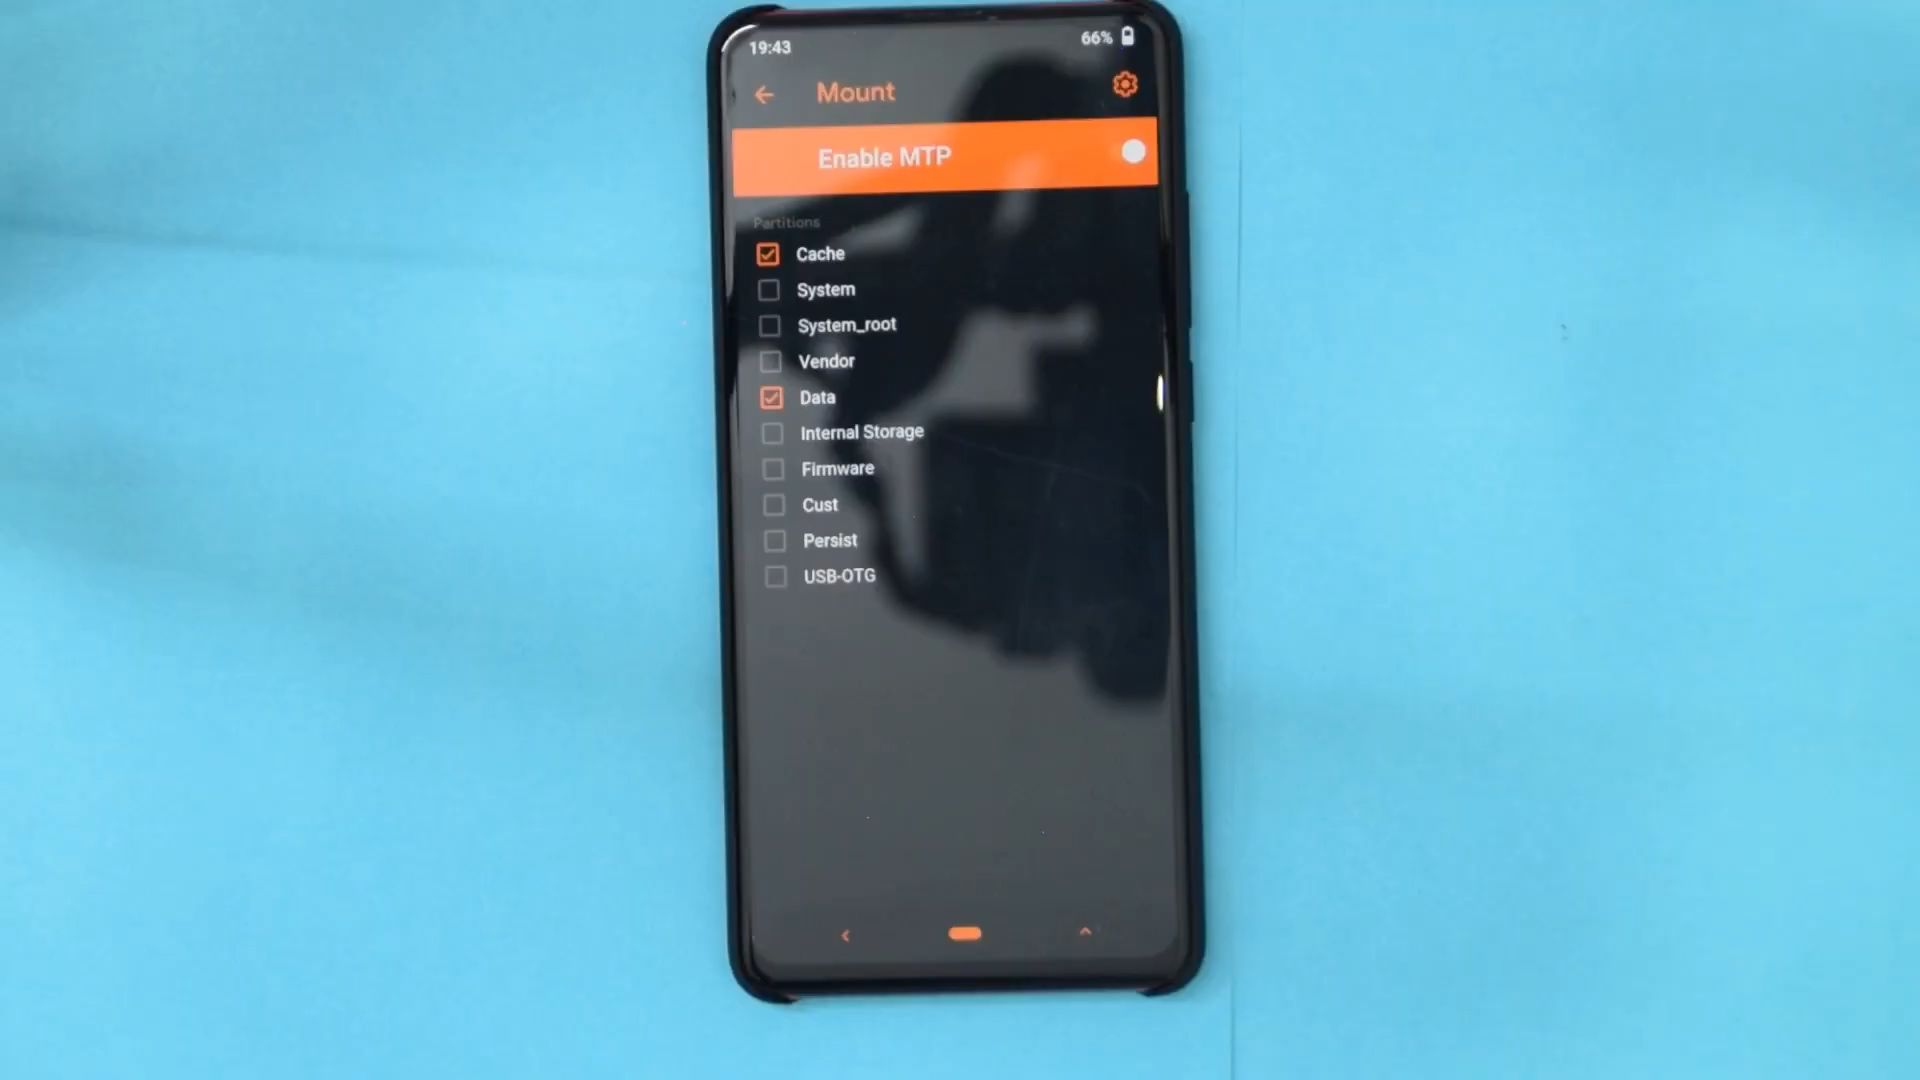 19:43
66%
Mount
Enable MTP
Partitions
Cache
System
System_root
Vendor
Data
Internal Storage
Firmware
Cust
Persist
USB-OTG